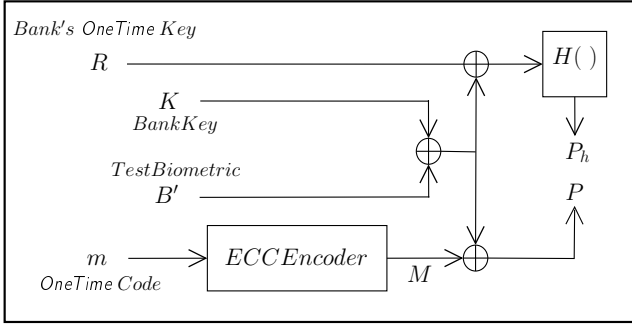 Bank's OneTime Key
R
H( )
K
BankKey
P_h
TestBiometric
B'
P
m
ECCEncoder
M
OneTime Code